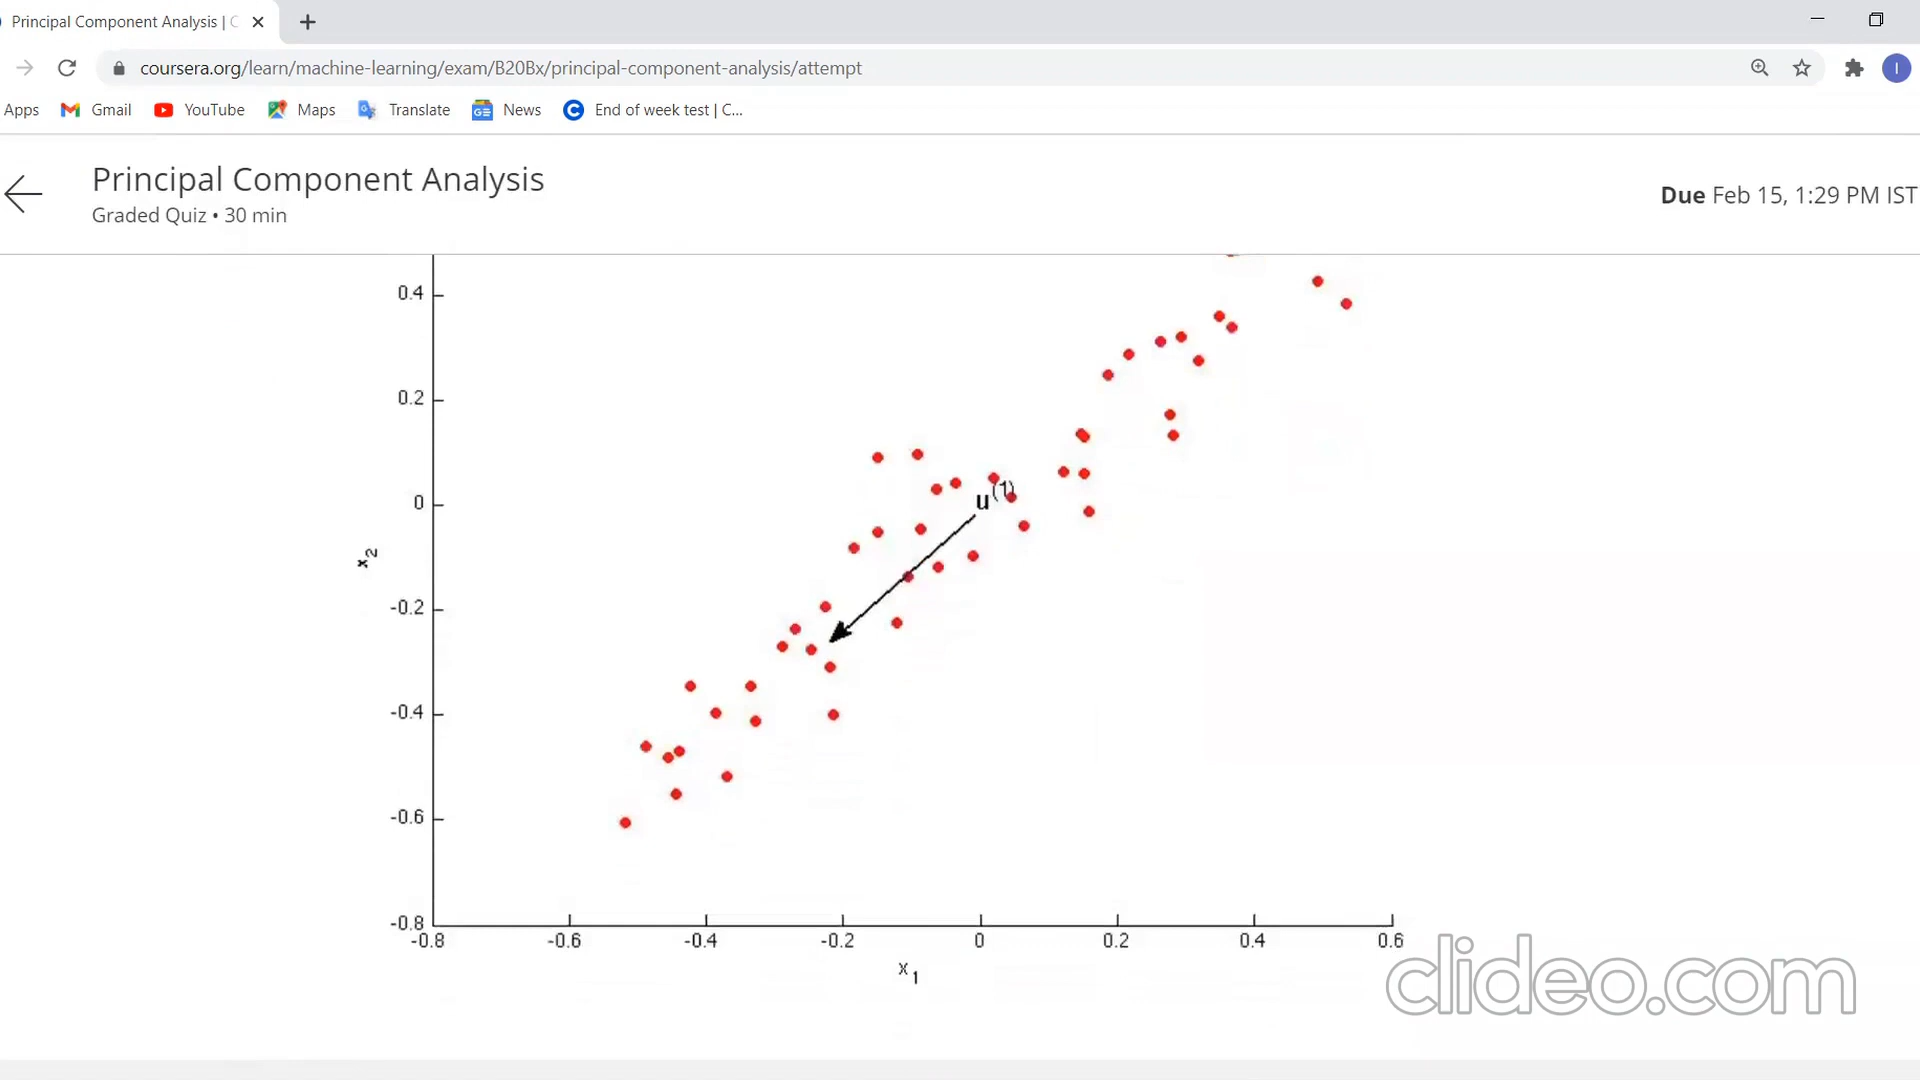 Principal Component Analysis | C
coursera.org/learn/machine-learning/exam/B20Bx/principal-component-analysis/attempt
I
Apps Gmail YouTube Maps Translate News End of week test | C...
Principal Component Analysis
Graded Quiz • 30 min
Due Feb 15, 1:29 PM IST
0.4
0.2
0
u(1)
x2
-0.2
-0.4
-0.6
-0.8
-0.8 -0.6 -0.4 -0.2 0 0.2 0.4 0.6
x1
clideo.com